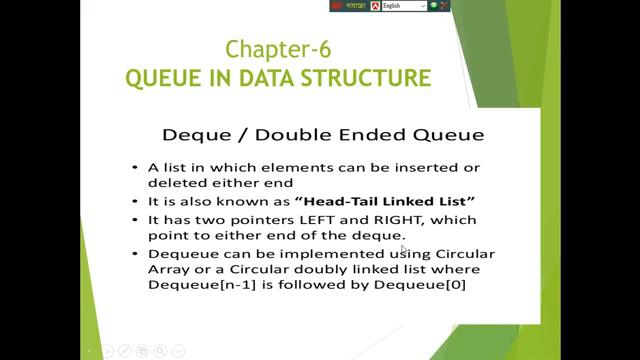 বাংলা
English
Chapter-6
QUEUE IN DATA STRUCTURE
Deque / Double Ended Queue
• A list in which elements can be inserted or
deleted either end
• It is also known as “Head-Tail Linked List”
• It has two pointers LEFT and RIGHT, which
point to either end of the deque.
• Dequeue can be implemented using Circular
Array or a Circular doubly linked list where
Dequeue[n-1] is followed by Dequeue[0]